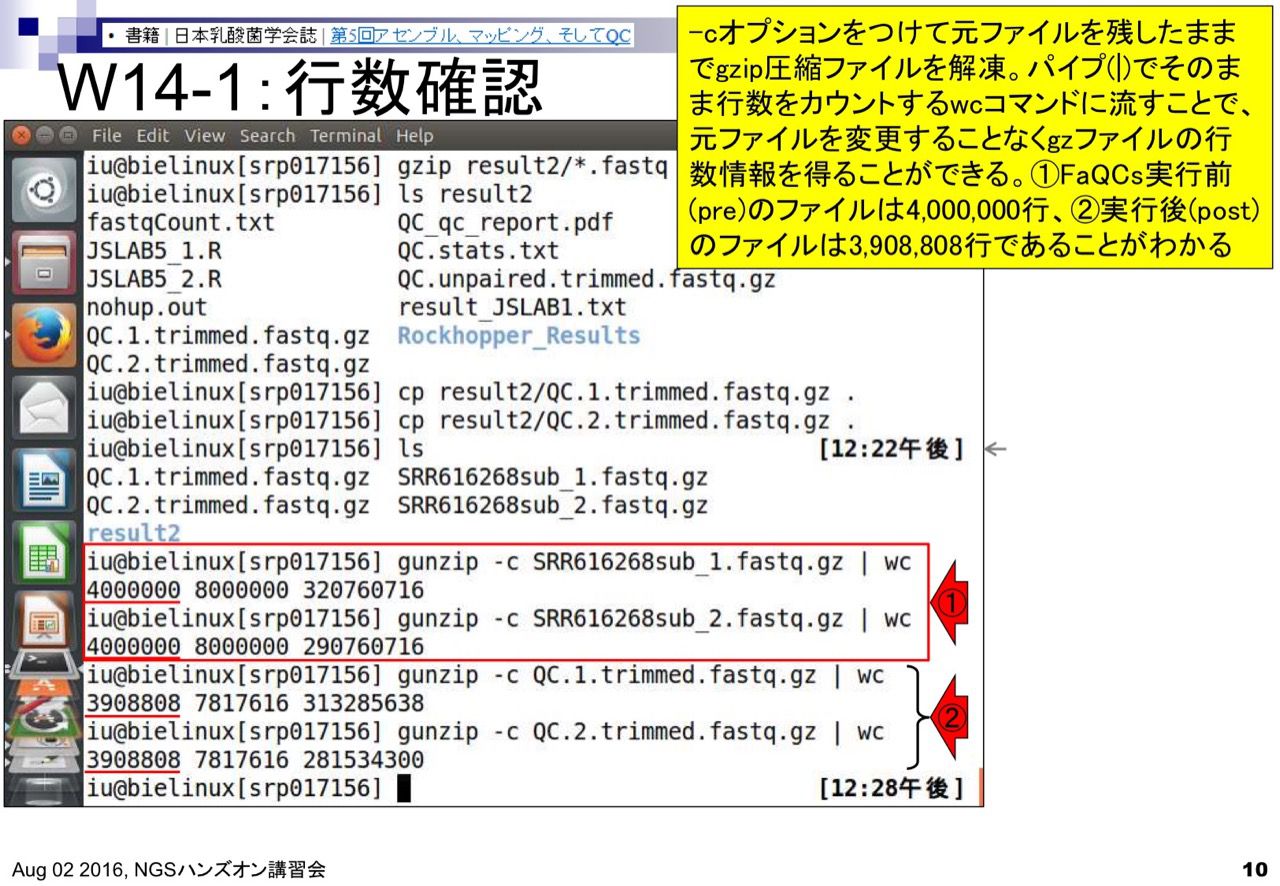 • 書籍 | 日本乳酸菌学会誌 | 第5回アセンブル、マッピング、そしてQC
W14-1：行数確認
-cオプションをつけて元ファイルを残したまま
でgzip圧縮ファイルを解凍。パイプ(|)でそのま
ま行数をカウントするwcコマンドに流すことで、
元ファイルを変更することなくgzファイルの行
数情報を得ることができる。①FaQCs実行前
(pre)のファイルは4,000,000行、②実行後(post)
のファイルは3,908,808行であることがわかる
File Edit View Search Terminal Help
iu@bielinux[srp017156] gzip result2/*.fastq
iu@bielinux[srp017156] ls result2
fastqCount.txt QC_qc_report.pdf
JSLAB5_1.R QC.stats.txt
JSLAB5_2.R QC.unpaired.trimmed.fastq.gz
nohup.out result_JSLAB1.txt
QC.1.trimmed.fastq.gz Rockhopper_Results
QC.2.trimmed.fastq.gz
iu@bielinux[srp017156] cp result2/QC.1.trimmed.fastq.gz .
iu@bielinux[srp017156] cp result2/QC.2.trimmed.fastq.gz .
iu@bielinux[srp017156] ls [12:22午後] ←
QC.1.trimmed.fastq.gz SRR616268sub_1.fastq.gz
QC.2.trimmed.fastq.gz SRR616268sub_2.fastq.gz
result2
iu@bielinux[srp017156] gunzip -c SRR616268sub_1.fastq.gz | wc
4000000 8000000 320760716
①
iu@bielinux[srp017156] gunzip -c SRR616268sub_2.fastq.gz | wc
4000000 8000000 290760716
iu@bielinux[srp017156] gunzip -c QC.1.trimmed.fastq.gz | wc
3908808 7817616 313285638
②
iu@bielinux[srp017156] gunzip -c QC.2.trimmed.fastq.gz | wc
3908808 7817616 281534300
iu@bielinux[srp017156] [12:28午後]
Aug 02 2016, NGSハンズオン講習会
10